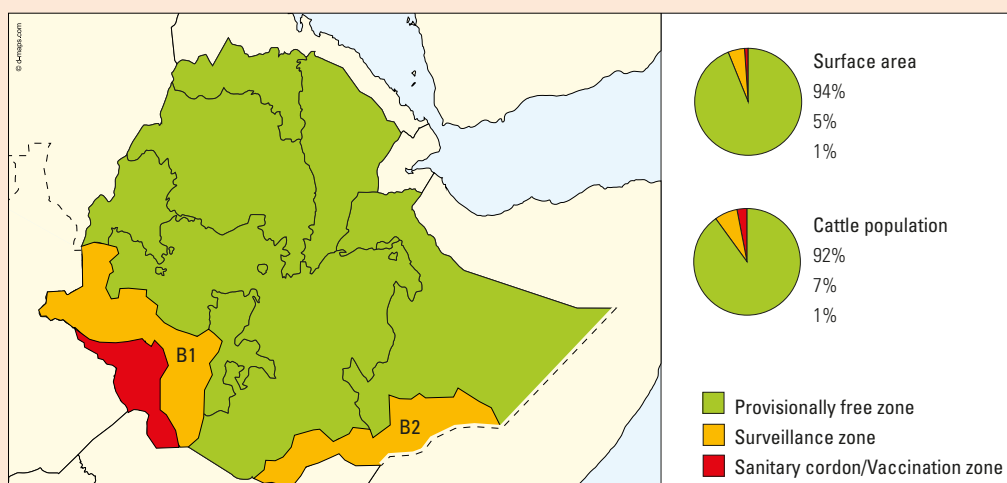 © d-maps.com
Surface area
94%
5%
1%
Cattle population
92%
7%
1%
B1
B2
Provisionally free zone
Surveillance zone
Sanitary cordon/Vaccination zone